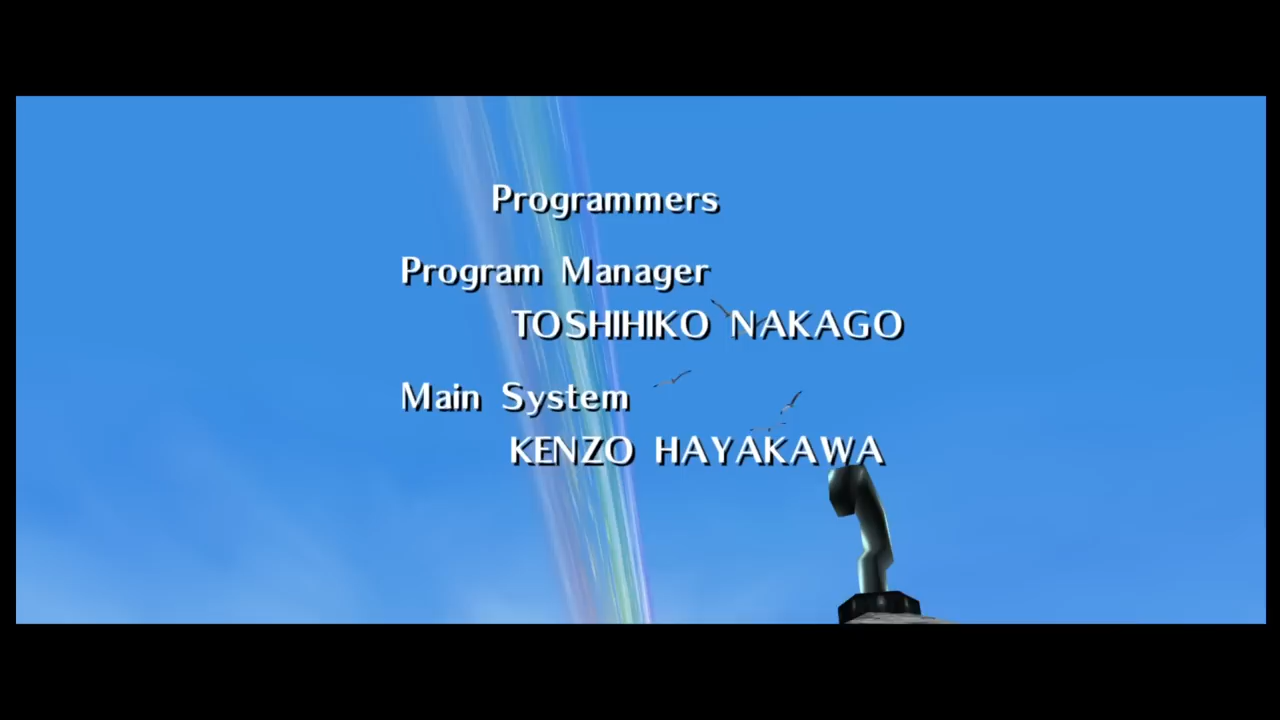 Programmers
Program Manager
TOSHIHIKO NAKAGO
Main System
KENZO HAYAKAWA